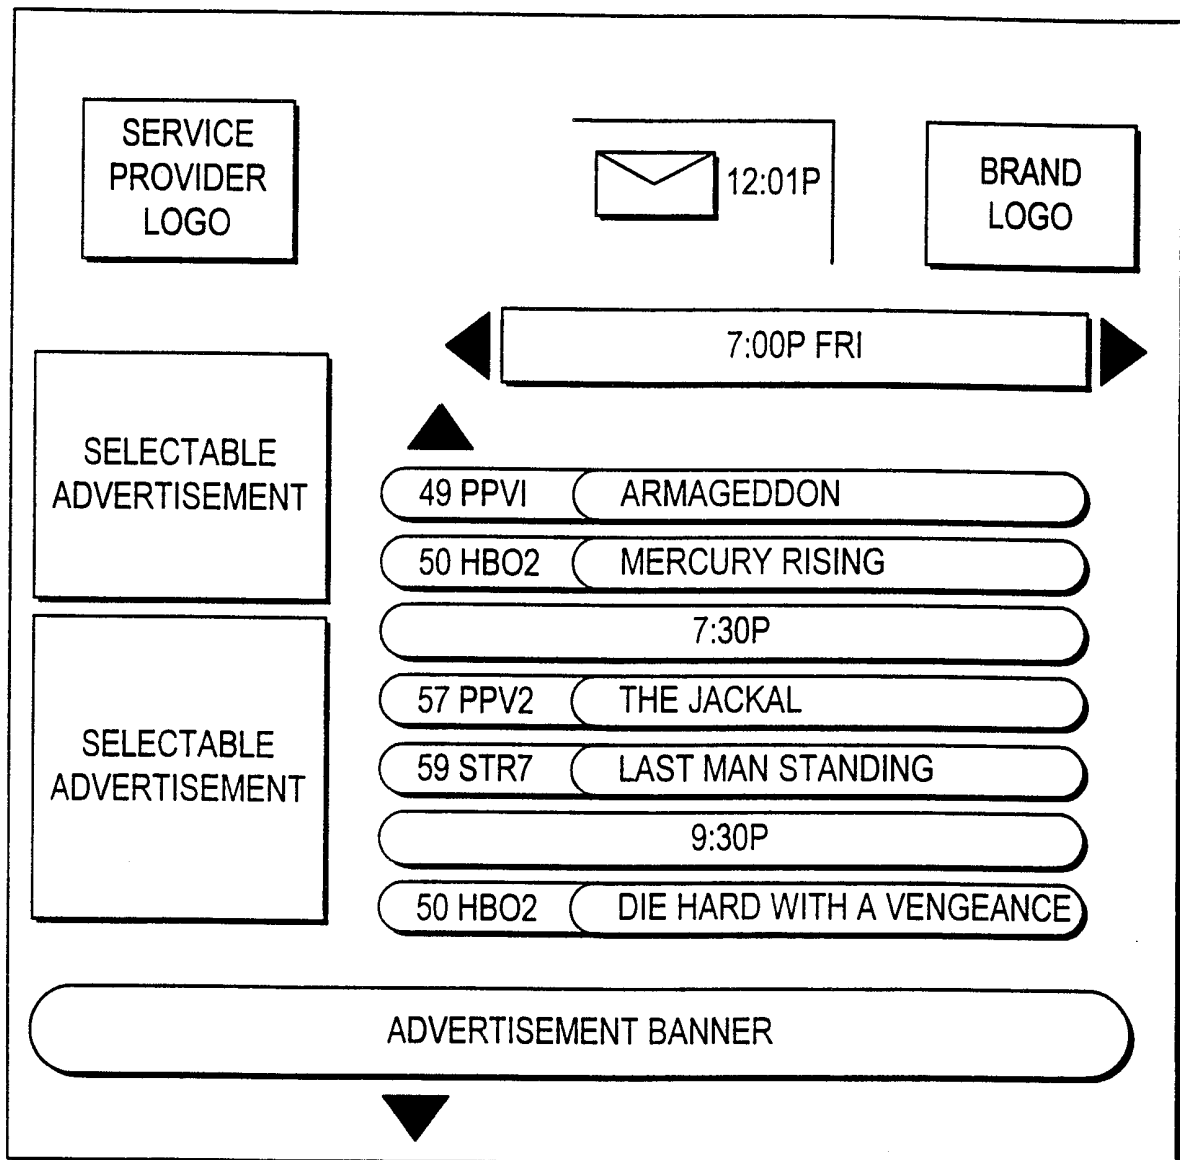 SERVICE
PROVIDER
LOGO
12:01P
BRAND
LOGO
7:00P FRI
SELECTABLE
ADVERTISEMENT
49 PPVI ARMAGEDDON
50 HBO2 MERCURY RISING
7:30P
57 PPV2 THE JACKAL
SELECTABLE
ADVERTISEMENT
59 STR7 LAST MAN STANDING
9:30P
50 HBO2 DIE HARD WITH A VENGEANCE
ADVERTISEMENT BANNER